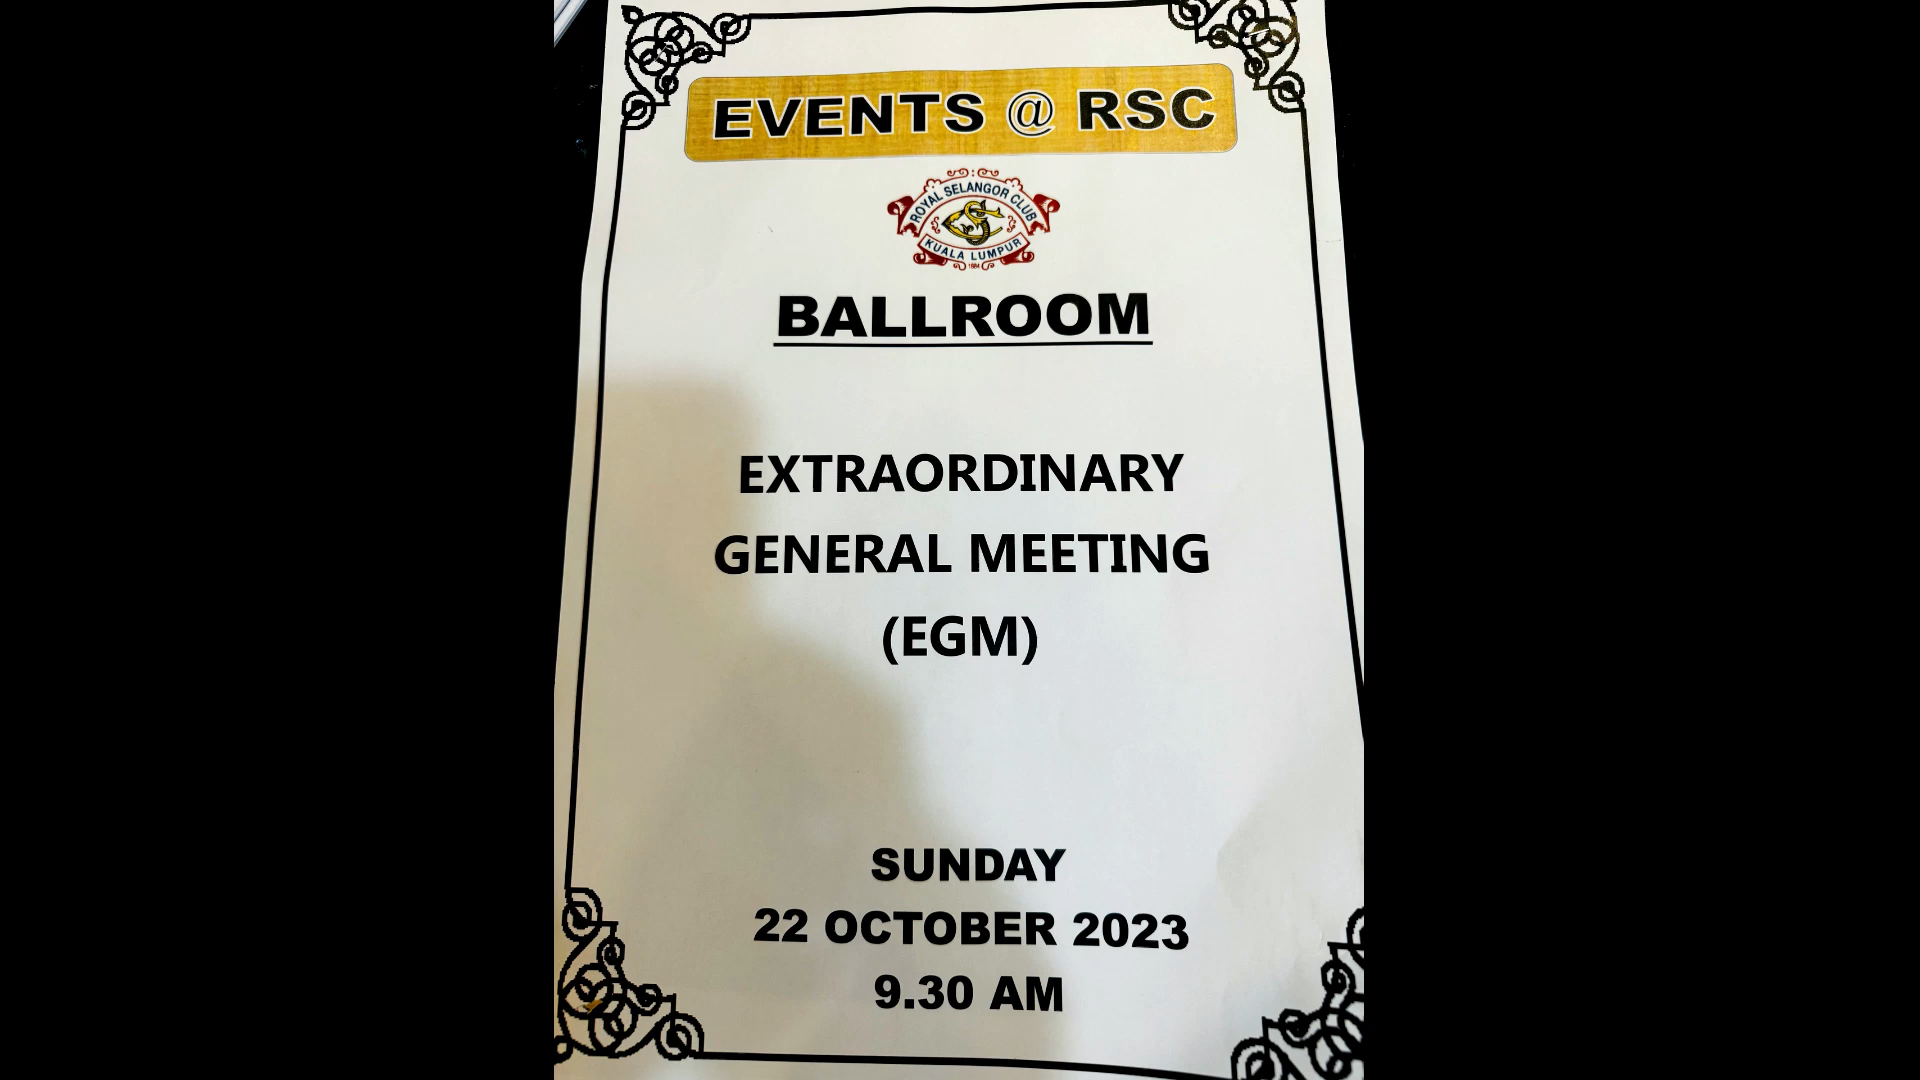 EVENTS @ RSC
ROYAL SELANGOR CLUB
KUALA LUMPUR
1884
BALLROOM
EXTRAORDINARY
GENERAL MEETING
(EGM)
SUNDAY
22 OCTOBER 2023
9.30 AM